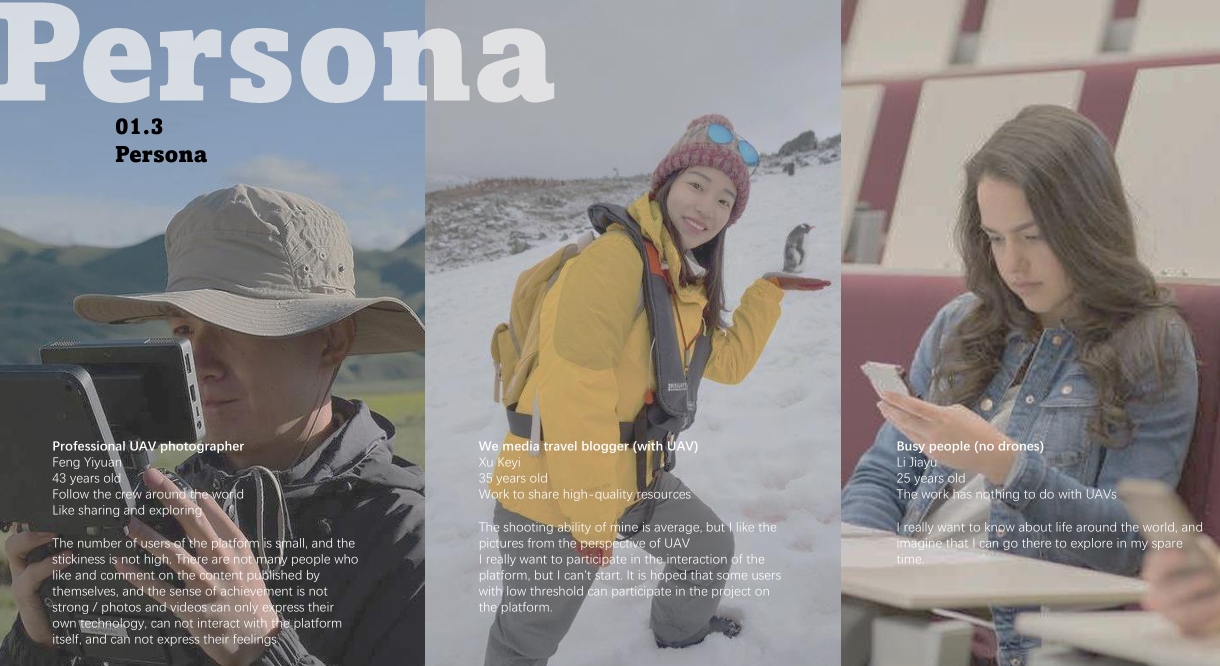 Persona
01.3
Persona
Professional UAV photographer
Feng Yiyuan
43 years old
Follow the crew around the world
Like sharing and exploring
The number of users of the platform is small, and the
stickiness is not high. There are not many people who
like and comment on the content published by
themselves, and the sense of achievement is not
strong / photos and videos can only express their
own technology, can not interact with the platform
itself, and can not express their feelings.
We media travel blogger (with UAV)
Xu Keyi
35 years old
Work to share high-quality resources
The shooting ability of mine is average, but I like the
pictures from the perspective of UAV
I really want to participate in the interaction of the
platform, but I can't start. It is hoped that some users
with low threshold can participate in the project on
the platform.
Busy people (no drones)
Li Jiayu
25 years old
The work has nothing to do with UAVs
I really want to know about life around the world, and
imagine that I can go there to explore in my spare
time.